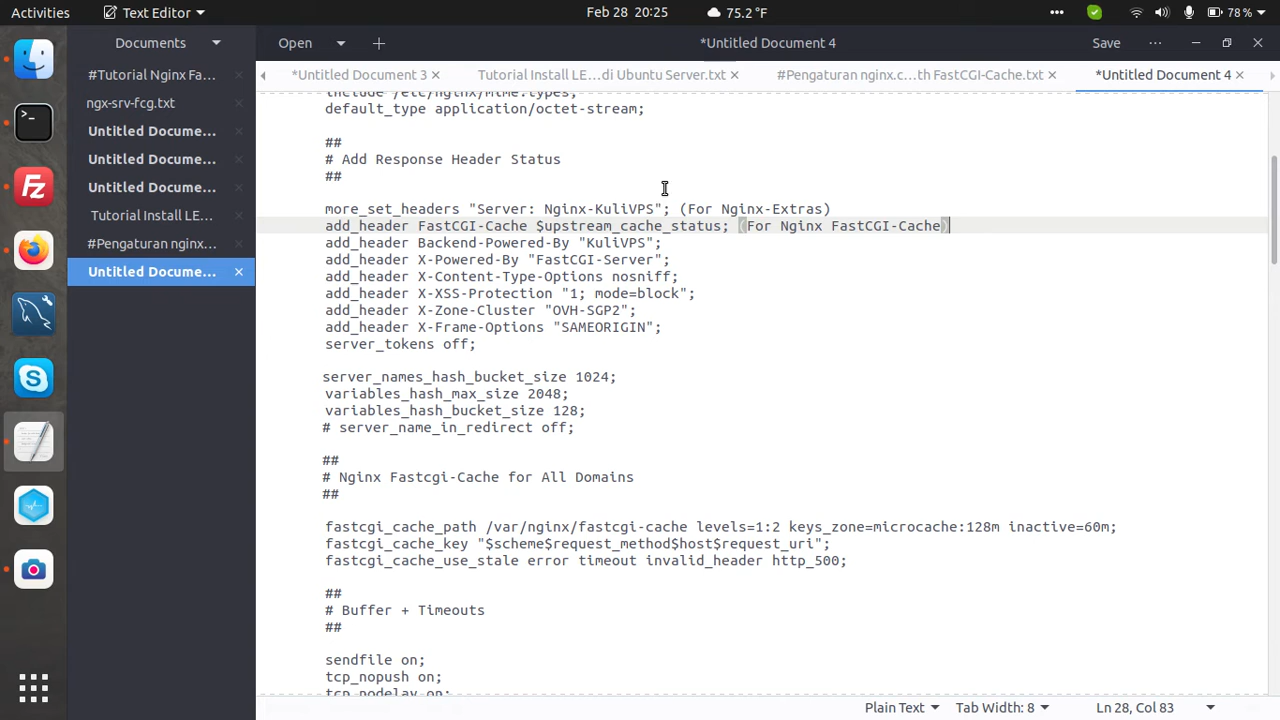 Activities
Text Editor
Feb 28 20:25
75.2 °F
78 %
Documents
Open
*Untitled Document 4
Save
#Tutorial Nginx Fa...
ngx-srv-fcg.txt
Untitled Docume...
Untitled Docume...
Untitled Docume...
Tutorial Install LE...
#Pengaturan nginx...
Untitled Docume...
*Untitled Document 3
Tutorial Install LE...di Ubuntu Server.txt
#Pengaturan nginx.c...th FastCGI-Cache.txt
*Untitled Document 4
include /etc/nginx/mime.types;
default_type application/octet-stream;
##
# Add Response Header Status
##
more_set_headers "Server: Nginx-KuliVPS"; (For Nginx-Extras)
add_header FastCGI-Cache $upstream_cache_status; (For Nginx FastCGI-Cache)
add_header Backend-Powered-By "KuliVPS";
add_header X-Powered-By "FastCGI-Server";
add_header X-Content-Type-Options nosniff;
add_header X-XSS-Protection "1; mode=block";
add_header X-Zone-Cluster "OVH-SGP2";
add_header X-Frame-Options "SAMEORIGIN";
server_tokens off;
server_names_hash_bucket_size 1024;
variables_hash_max_size 2048;
variables_hash_bucket_size 128;
# server_name_in_redirect off;
##
# Nginx Fastcgi-Cache for All Domains
##
fastcgi_cache_path /var/nginx/fastcgi-cache levels=1:2 keys_zone=microcache:128m inactive=60m;
fastcgi_cache_key "$scheme$request_method$host$request_uri";
fastcgi_cache_use_stale error timeout invalid_header http_500;
##
# Buffer + Timeouts
##
sendfile on;
tcp_nopush on;
tcp_nodelay on;
Plain Text
Tab Width: 8
Ln 28, Col 83